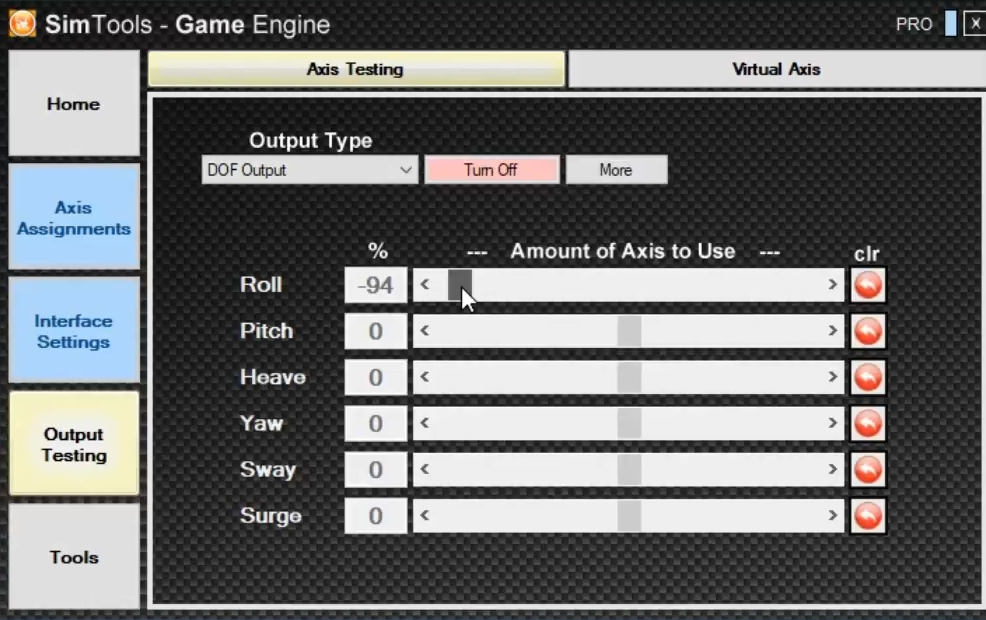 SimTools - Game Engine
PRO
X
Home
Axis Testing
Virtual Axis
Output Type
DOF Output
Turn Off
More
Axis
Assignments
% --- Amount of Axis to Use --- clr
Roll -94 < >
Interface
Settings
Pitch 0 < >
Heave 0 < >
Output
Testing
Yaw 0 < >
Sway 0 < >
Surge 0 < >
Tools